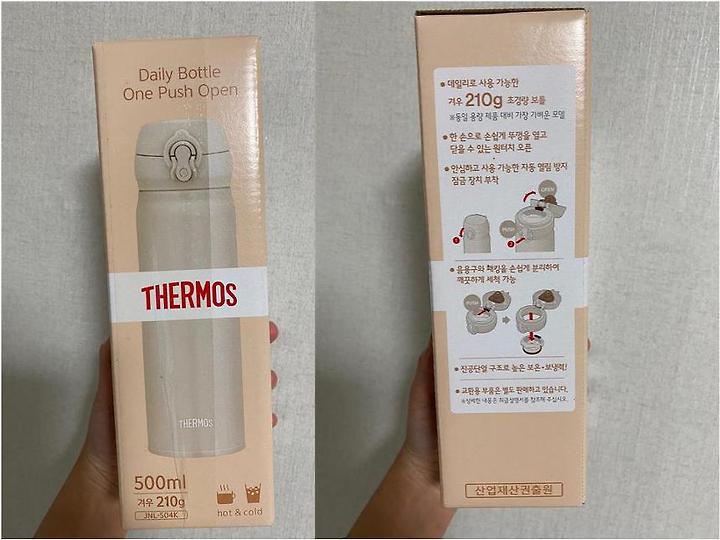 Daily Bottle
One Push Open
THERMOS
THERMOS
500ml
겨우 210g
JNL-504K
hot & cold
• 데일리로 사용 가능한
겨우 210g 초경량 보틀
※동일 용량 제품 대비 가장 가벼운 모델
• 한 손으로 손쉽게 뚜껑을 열고
닫을 수 있는 원터치 오픈
• 안심하고 사용 가능한 자동 열림 방지
잠금 장치 부착
OPEN
PUSH
1
2
• 음용구와 패킹을 손쉽게 분리하여
깨끗하게 세척 가능
PUSH
• 진공단열 구조로 높은 보온•보냉력!
• 교환용 부품은 별도 판매하고 있습니다.
※상세한 내용은 취급설명서를 참조해 주십시오.
산업재산권출원